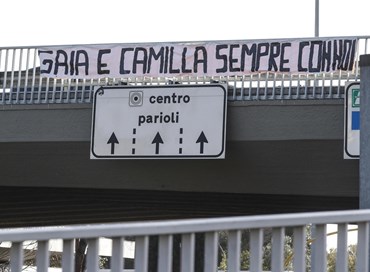 GAIA E CAMILLA SEMPRE CON NOI
centro
parioli